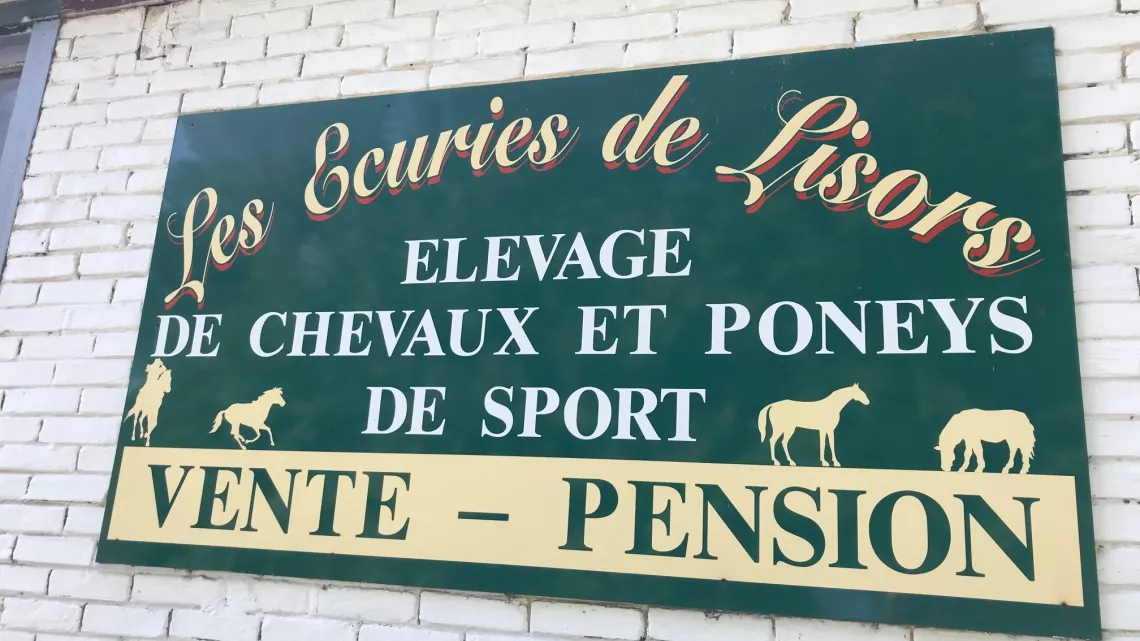 Les Ecuries de Lisors
ELEVAGE
DE CHEVAUX ET PONEYS
DE SPORT
VENTE – PENSION